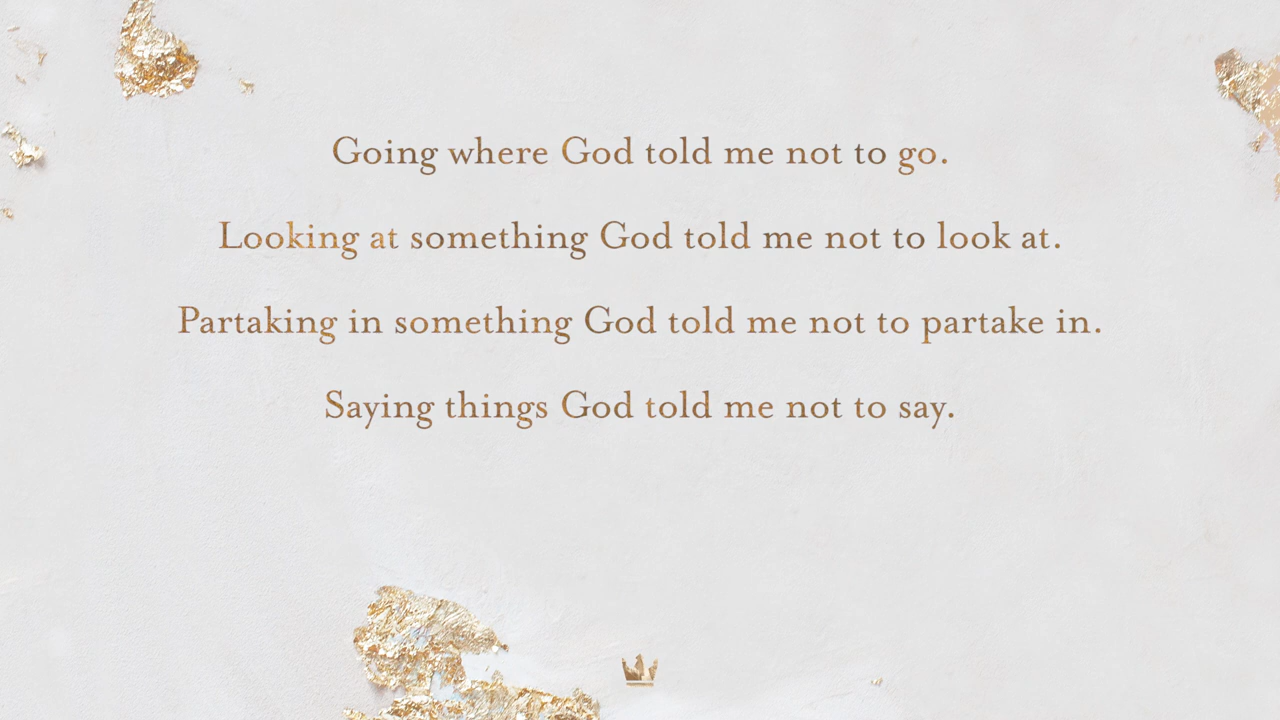 Going where God told me not to go.
Looking at something God told me not to look at.
Partaking in something God told me not to partake in.
Saying things God told me not to say.